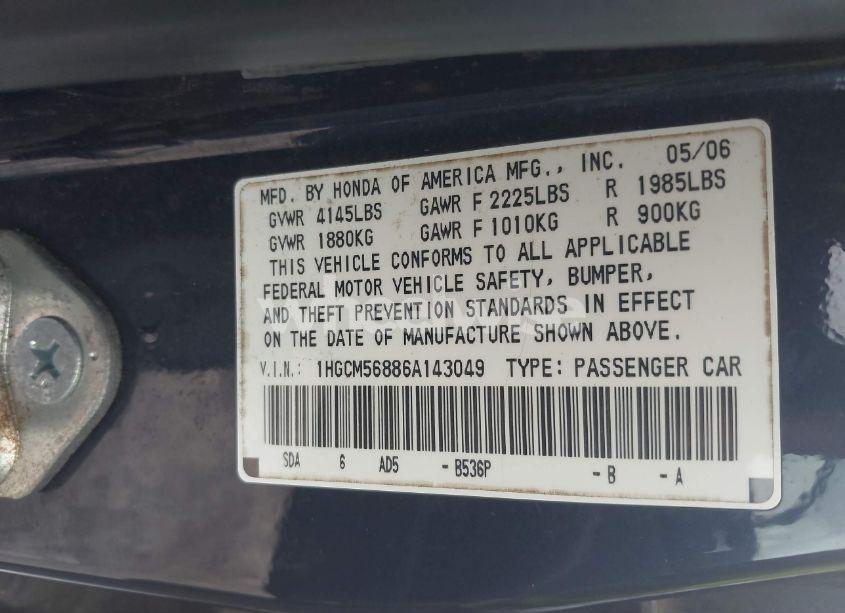 MFD. BY HONDA OF AMERICA MFG., INC. 05/06
GVWR 4145LBS GAWR F 2225LBS R 1985LBS
GVWR 1880KG GAWR F 1010KG R 900KG
THIS VEHICLE CONFORMS TO ALL APPLICABLE
FEDERAL MOTOR VEHICLE SAFETY, BUMPER,
AND THEFT PREVENTION STANDARDS IN EFFECT
ON THE DATE OF MANUFACTURE SHOWN ABOVE.
V.I.N.: 1HGCM56886A143049 TYPE: PASSENGER CAR
SDA 6 AD5 -B536P -B -A